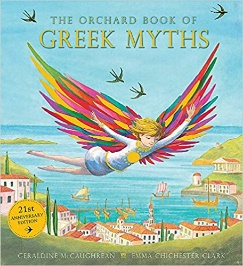 THE ORCHARD BOOK OF
GREEK MYTHS
21st
ANNIVERSARY
EDITION
GERALDINE McCAUGHREAN
EMMA CHICHESTER CLARK